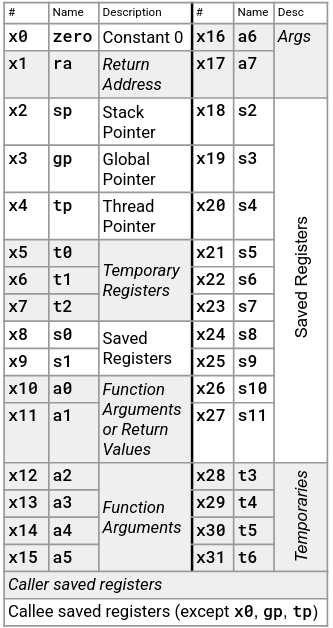 # Name Description # Name Desc
x0 zero Constant 0 x16 a6 Args
x1 ra Return Address x17 a7
x2 sp Stack Pointer x18 s2 Saved Registers
x3 gp Global Pointer x19 s3
x4 tp Thread Pointer x20 s4
x5 t0 Temporary Registers x21 s5
x6 t1 x22 s6
x7 t2 x23 s7
x8 s0 Saved Registers x24 s8
x9 s1 x25 s9
x10 a0 Function Arguments or Return Values x26 s10
x11 a1 x27 s11
x12 a2 Function Arguments x28 t3 Temporaries
x13 a3 x29 t4
x14 a4 x30 t5
x15 a5 x31 t6
Caller saved registers
Callee saved registers (except x0, gp, tp)